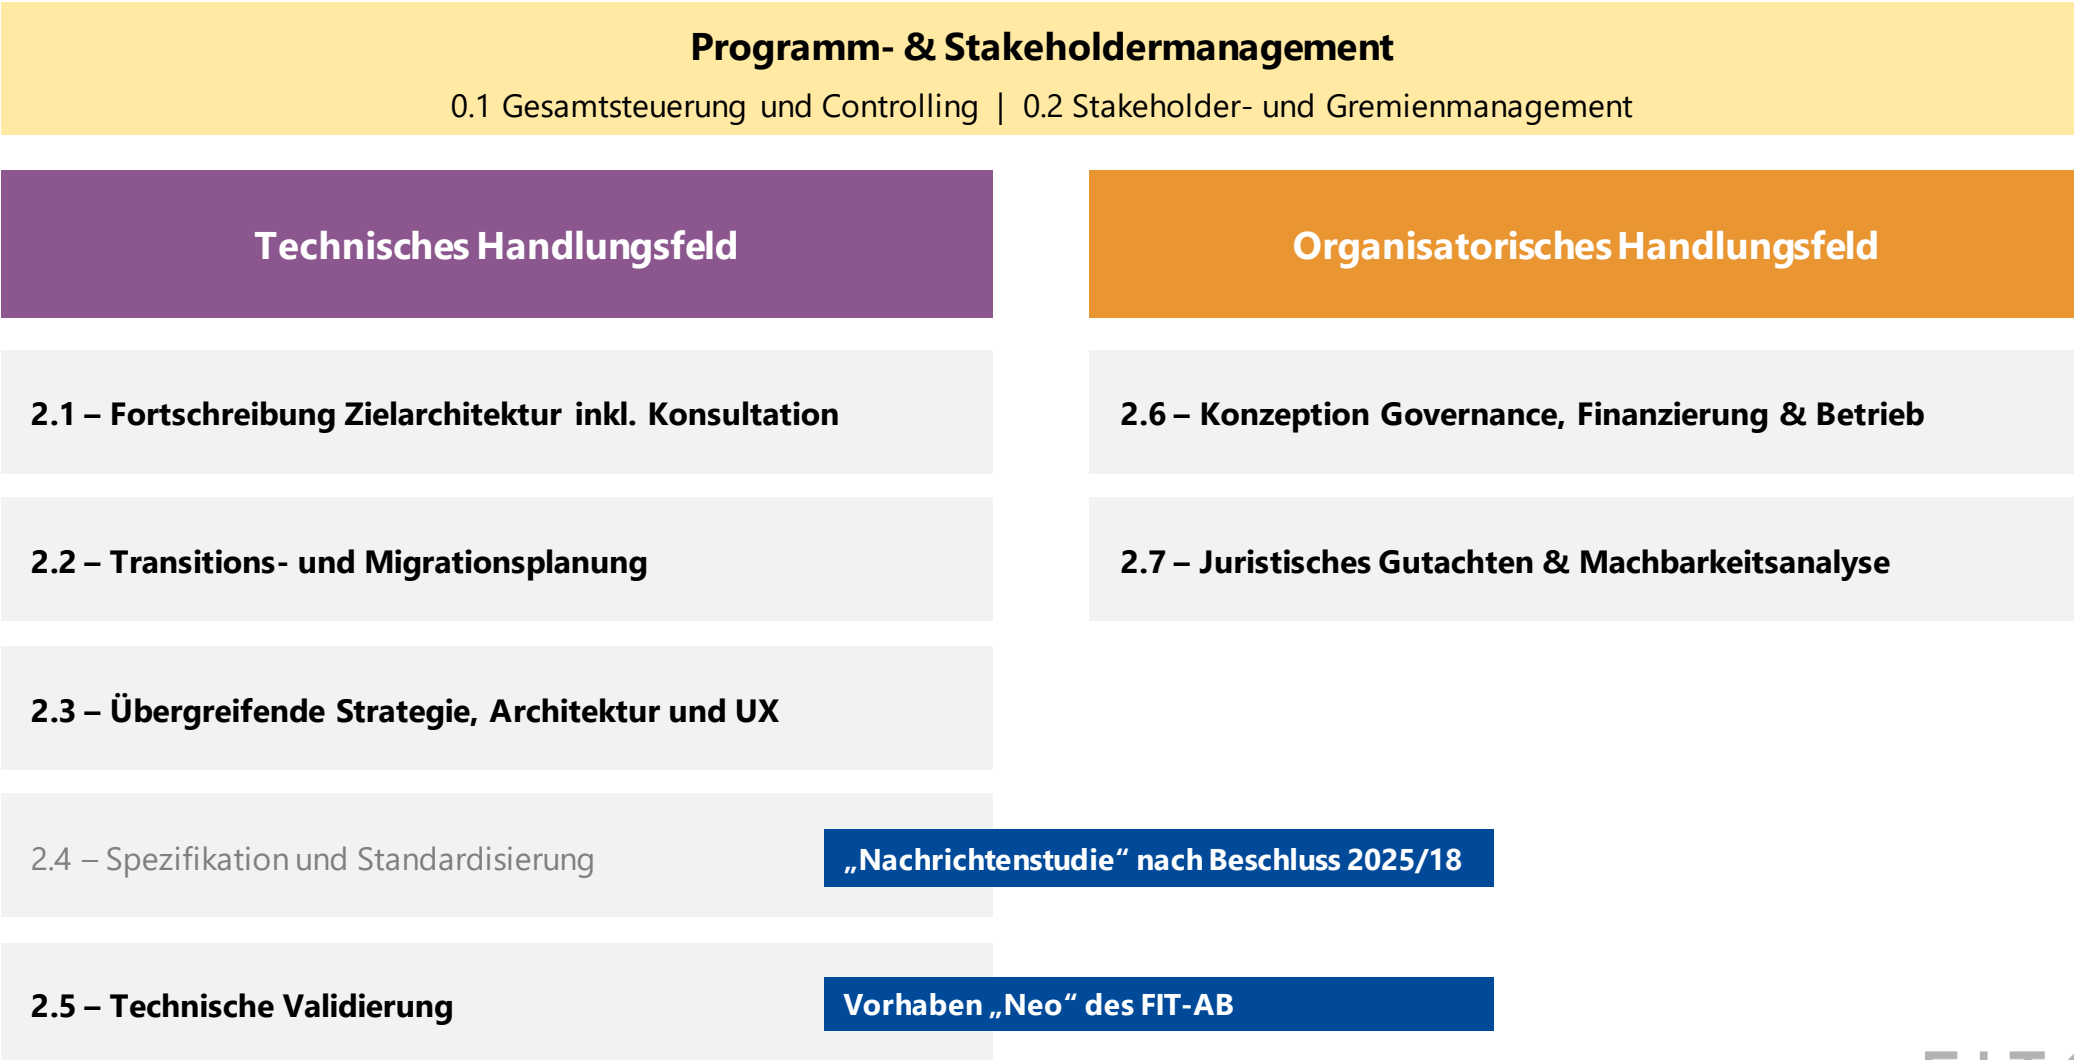 Programm- & Stakeholdermanagement
0.1 Gesamtsteuerung und Controlling | 0.2 Stakeholder- und Gremienmanagement
Technisches Handlungsfeld
Organisatorisches Handlungsfeld
2.1 – Fortschreibung Zielarchitektur inkl. Konsultation
2.6 – Konzeption Governance, Finanzierung & Betrieb
2.2 – Transitions- und Migrationsplanung
2.7 – Juristisches Gutachten & Machbarkeitsanalyse
2.3 – Übergreifende Strategie, Architektur und UX
2.4 – Spezifikation und Standardisierung
„Nachrichtenstudie“ nach Beschluss 2025/18
2.5 – Technische Validierung
Vorhaben „Neo“ des FIT-AB